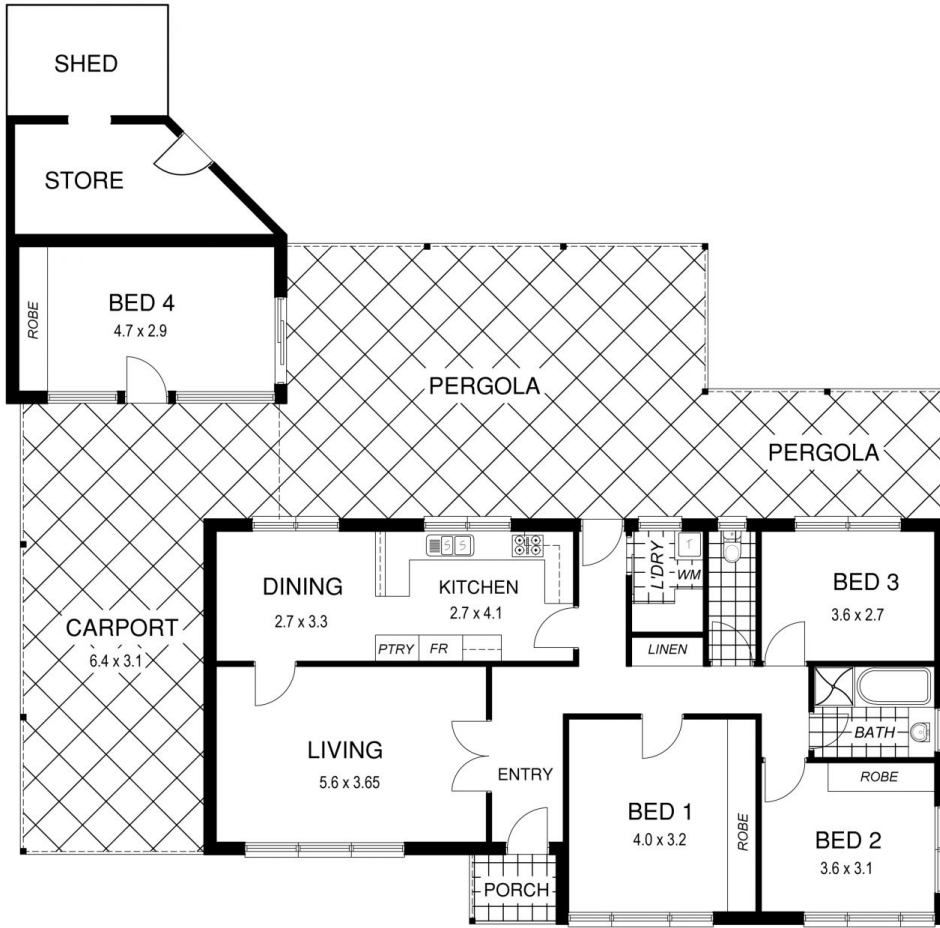 SHED
STORE
ROBE
BED 4
4.7 x 2.9
PERGOLA
PERGOLA
CARPORT
6.4 x 3.1
DINING
2.7 x 3.3
KITCHEN
2.7 x 4.1
PTRY
FR
L'DRY
T
WM
LINEN
BED 3
3.6 x 2.7
LIVING
5.6 x 3.65
ENTRY
BED 1
4.0 x 3.2
ROBE
BATH
ROBE
BED 2
3.6 x 3.1
PORCH